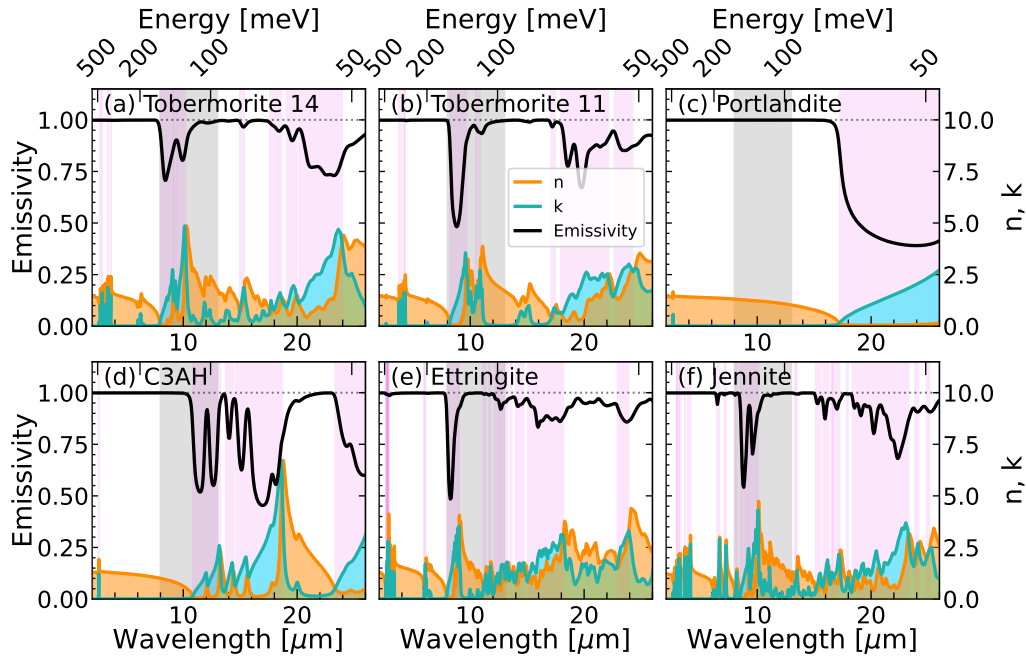 Energy [meV] Energy [meV] Energy [meV]
500 200 100 50 500 200 100 50 500 200 100 50
(a) Tobermorite 14 (b) Tobermorite 11 (c) Portlandite
1.00 10.0
0.75 7.5
n
k
Emissivity
0.50 5.0
0.25 2.5
0.00 0.0
Emissivity n, k
10 20 10 20 10 20
(d) C3AH (e) Ettringite (f) Jennite
1.00 10.0
0.75 7.5
0.50 5.0
0.25 2.5
0.00 0.0
Emissivity n, k
10 20 10 20 10 20
Wavelength [μm] Wavelength [μm] Wavelength [μm]